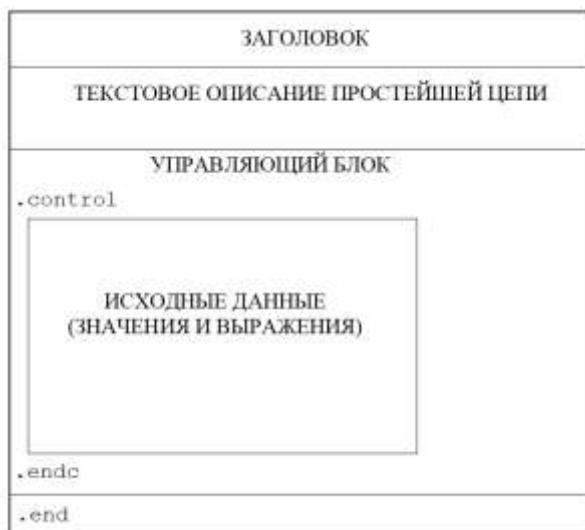 ЗАГОЛОВОК
ТЕКСТОВОЕ ОПИСАНИЕ ПРОСТЕЙШЕЙ ЦЕПИ
УПРАВЛЯЮЩИЙ БЛОК
.control
ИСХОДНЫЕ ДАННЫЕ
(ЗНАЧЕНИЯ И ВЫРАЖЕНИЯ)
.endc
.end